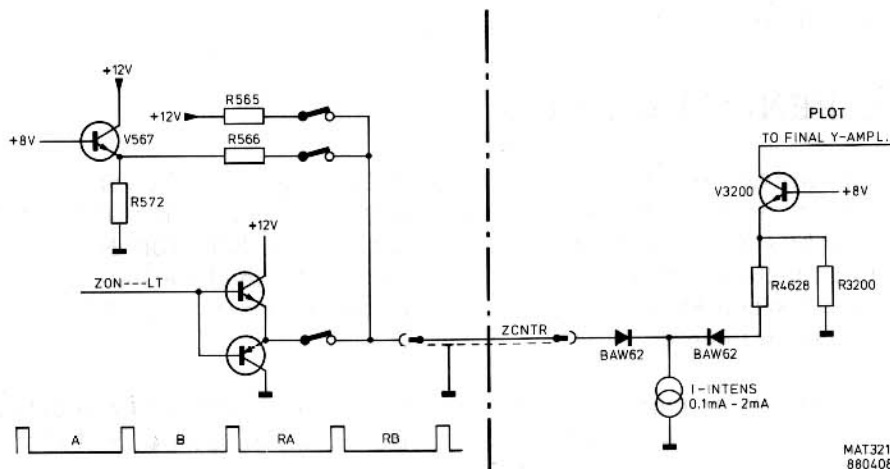 +12V
+12V
R565
+8V
V567
R566
R572
+12V
ZON---LT
ZCNTR
BAW62
BAW62
PLOT
TO FINAL Y-AMPL.
V3200
+8V
R4628
R3200
I-INTENS
0.1mA - 2mA
A
B
RA
RB
MAT321
880408